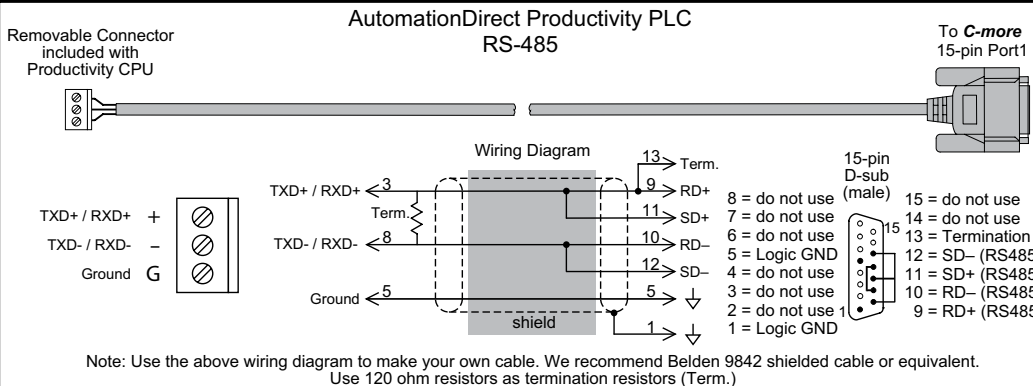 AutomationDirect Productivity PLC
RS-485
Removable Connector
included with
Productivity CPU
To C-more
15-pin Port1
Wiring Diagram
TXD+ / RXD+ +
TXD- / RXD- –
Ground G
TXD+ / RXD+ 3
Term.
TXD- / RXD- 8
Ground 5
shield
13 Term.
9 RD+
11 SD+
10 RD–
12 SD–
5
1
8 = do not use
7 = do not use
6 = do not use
5 = Logic GND
4 = do not use
3 = do not use
2 = do not use
1 = Logic GND
15-pin
D-sub
(male)
15
1
15 = do not use
14 = do not use
13 = Termination
12 = SD– (RS485
11 = SD+ (RS485
10 = RD– (RS485
9 = RD+ (RS485
Note: Use the above wiring diagram to make your own cable. We recommend Belden 9842 shielded cable or equivalent.
Use 120 ohm resistors as termination resistors (Term.)